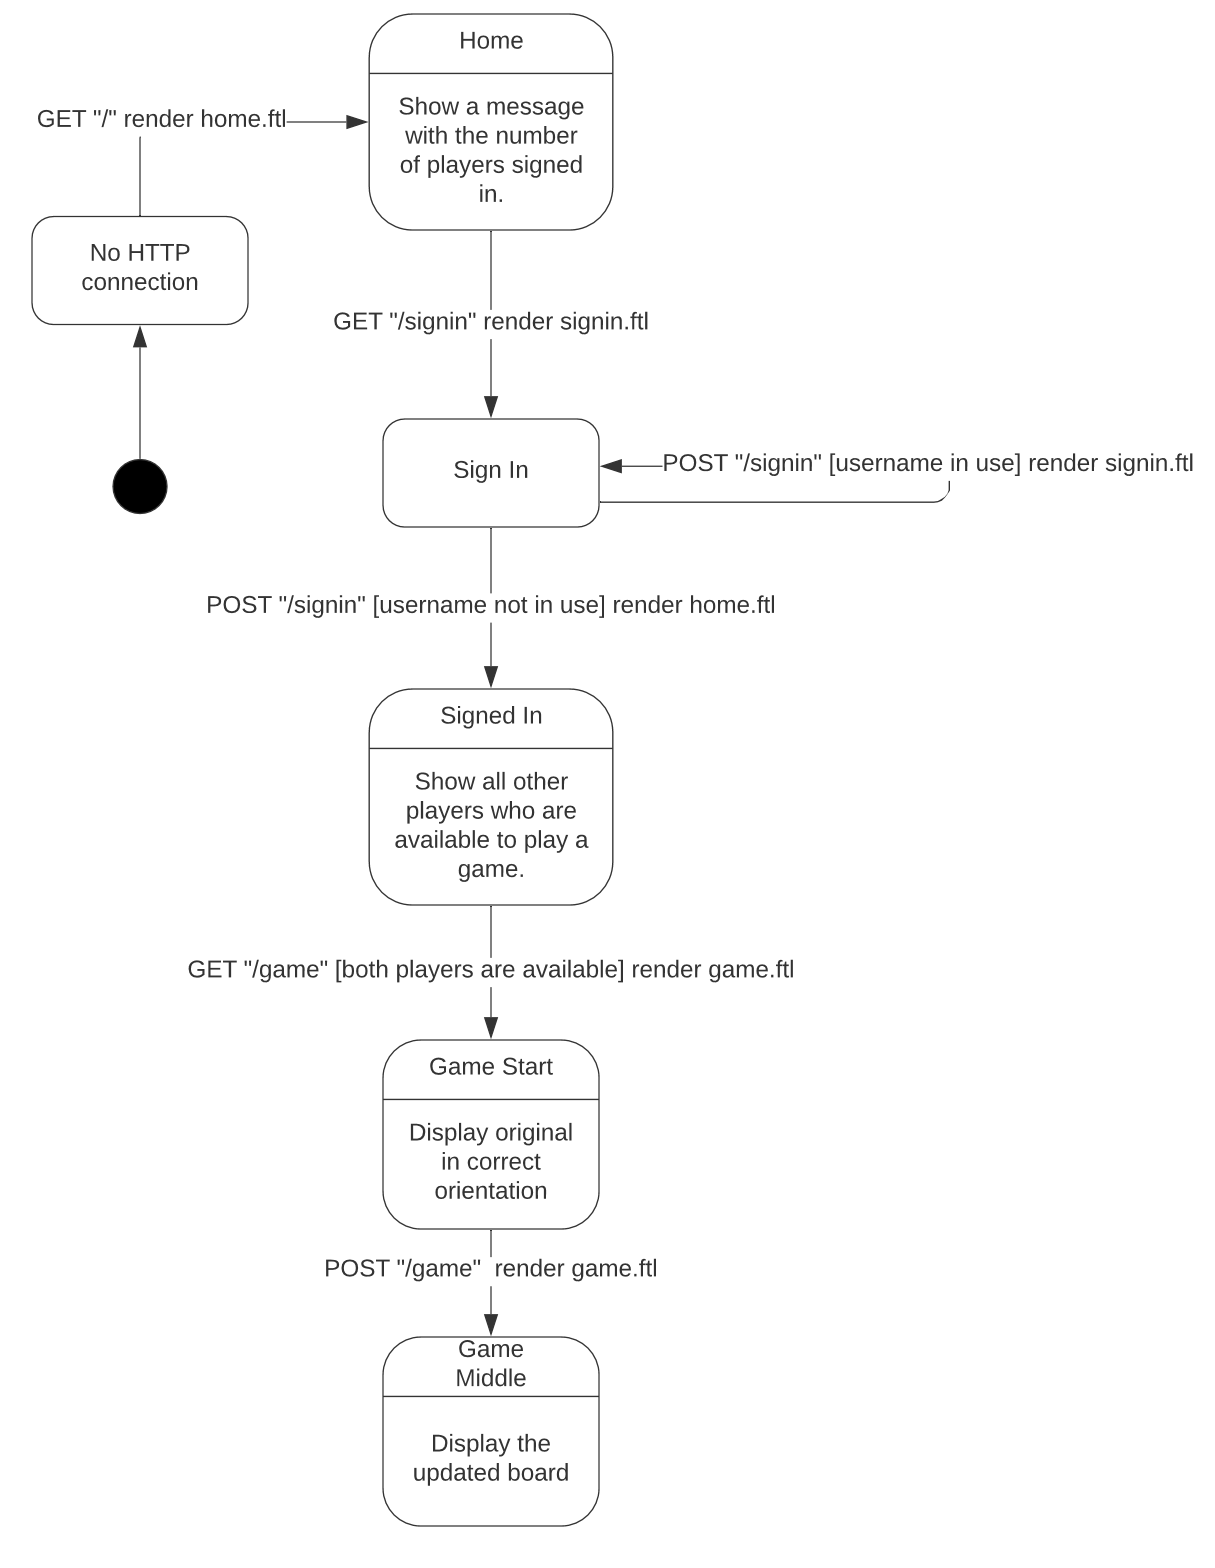 Home
Show a message
with the number
of players signed
in.
GET "/" render home.ftl
No HTTP
connection
GET "/signin" render signin.ftl
Sign In
POST "/signin" [username in use] render signin.ftl
POST "/signin" [username not in use] render home.ftl
Signed In
Show all other
players who are
available to play a
game.
GET "/game" [both players are available] render game.ftl
Game Start
Display original
in correct
orientation
POST "/game"  render game.ftl
Game
Middle
Display the
updated board